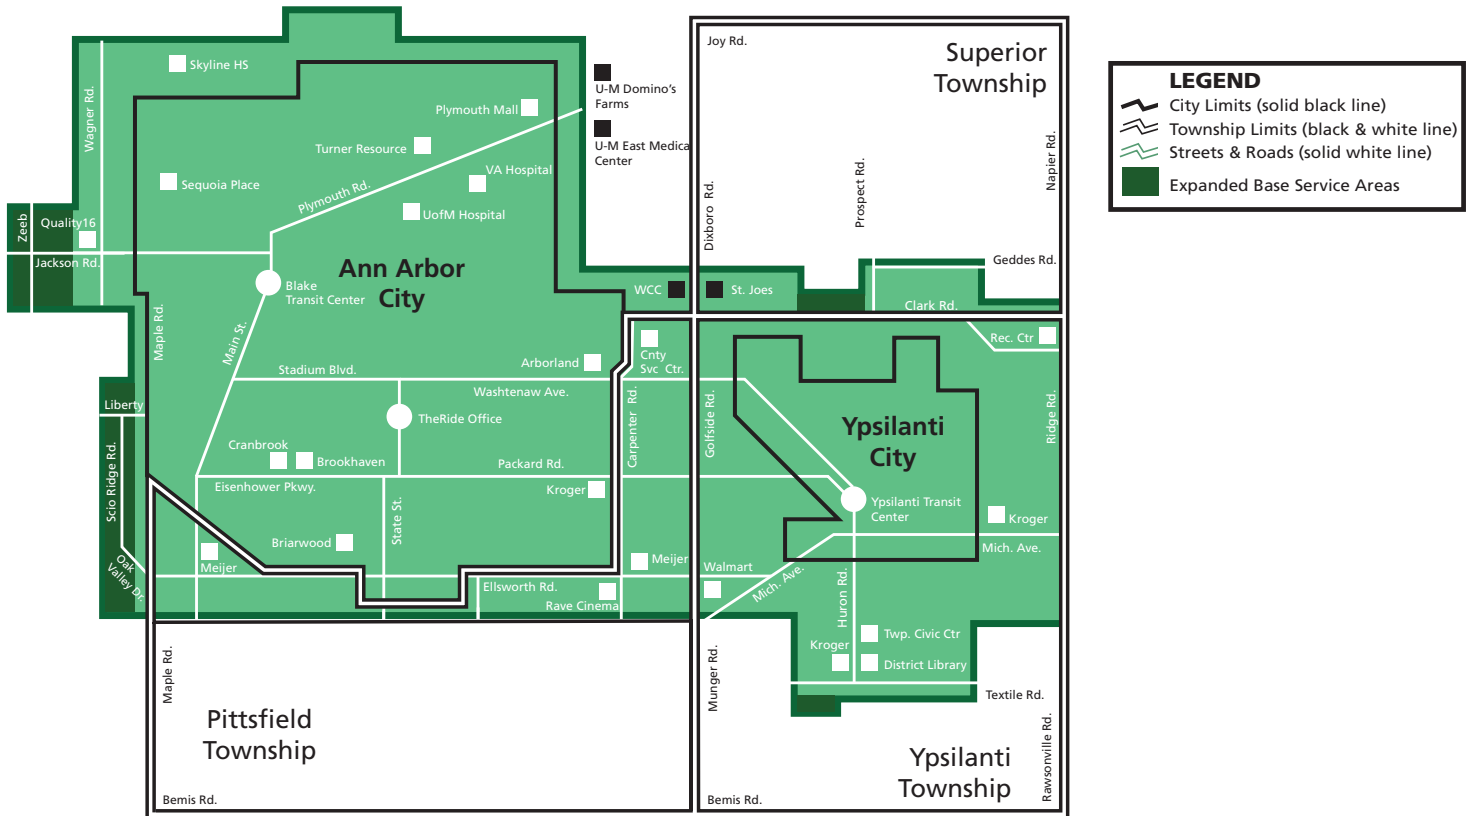 Joy Rd.
Superior
Township
LEGEND
City Limits (solid black line)
Township Limits (black & white line)
Streets & Roads (solid white line)
Expanded Base Service Areas
Skyline HS
Wagner Rd.
U-M Domino's
Farms
Plymouth Mall
U-M East Medica
Center
Turner Resource
VA Hospital
Sequoia Place
Plymouth Rd.
UofM Hospital
Napier Rd.
Prospect Rd.
Dixboro Rd.
Zeeb
Quality16
Jackson Rd.
Ann Arbor
City
Blake
Transit Center
WCC
St. Joes
Geddes Rd.
Clark Rd.
Maple Rd.
Main St.
Rec. Ctr
Arborland
Cnty
Svc Ctr.
Stadium Blvd.
Washtenaw Ave.
Liberty
TheRide Office
Carpenter Rd.
Golfside Rd.
Ridge Rd.
Ypsilanti
City
Cranbrook
Brookhaven
Packard Rd.
Scio Ridge Rd.
Eisenhower Pkwy.
Kroger
State St.
Ypsilanti Transit
Center
Kroger
Briarwood
Mich. Ave.
Oak
Valley Dr.
Meijer
Meijer
Walmart
Mich. Ave.
Ellsworth Rd.
Rave Cinema
Huron Rd.
Twp. Civic Ctr
Kroger
District Library
Maple Rd.
Munger Rd.
Textile Rd.
Pittsfield
Township
Ypsilanti
Township
Rawsonville Rd.
Bemis Rd.
Bemis Rd.